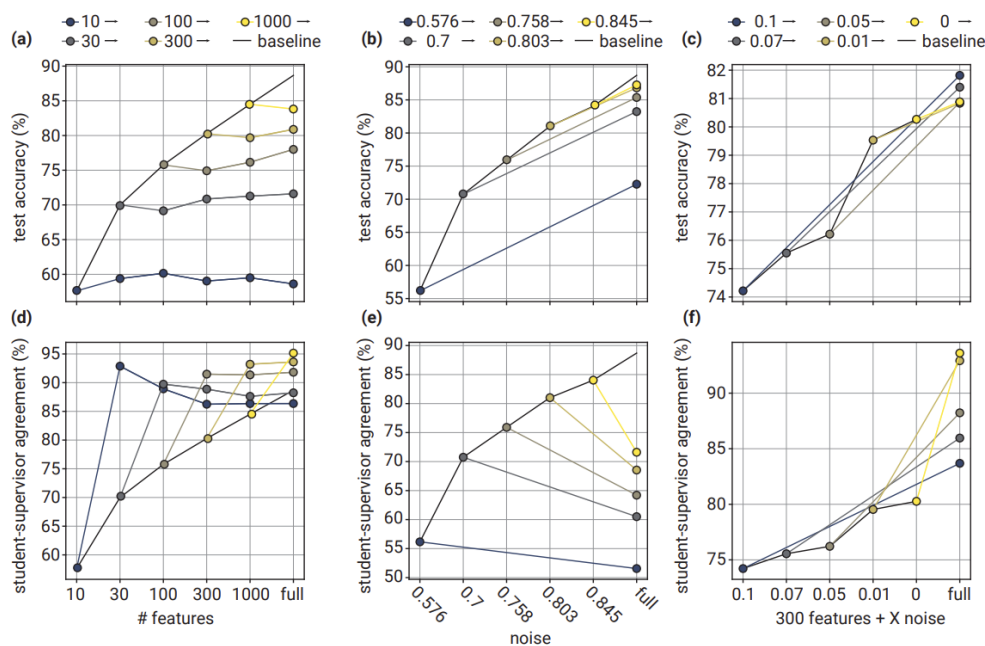 (a)
10 → 100 → 1000 →
30 → 300 → baseline
test accuracy (%)
90
85
80
75
70
65
60
(b)
0.576→ 0.758→ 0.845→
0.7 → 0.803→ baseline
test accuracy (%)
90
85
80
75
70
65
60
55
(c)
0.1→ 0.05→ 0 →
0.07→ 0.01→ baseline
test accuracy (%)
82
81
80
78
76
75
74
(d)
student-supervisor agreement (%)
95
90
85
80
75
70
65
60
10 30 100 300 1000 full
# features
(e)
student-supervisor agreement (%)
90
85
80
75
70
65
60
55
50
0.576 0.7 0.758 0.803 0.845 full
noise
(f)
student-supervisor agreement (%)
90
85
80
75
0.1 0.07 0.05 0.01 0 full
300 features + X noise